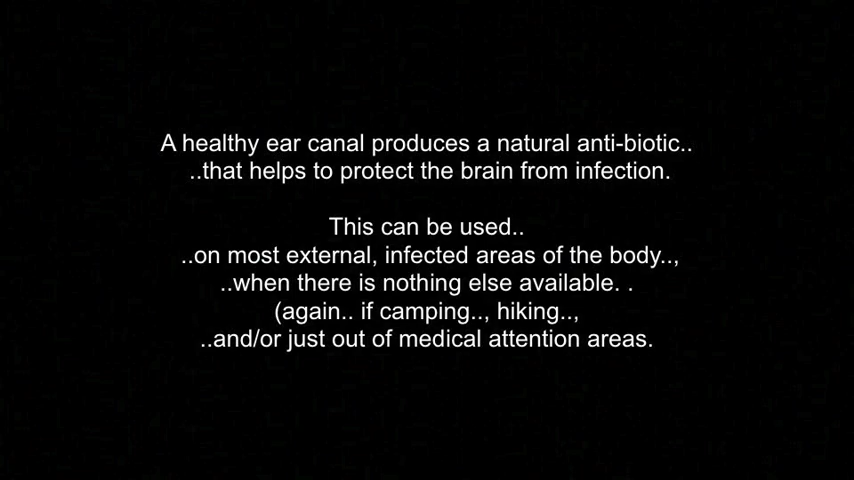 A healthy ear canal produces a natural anti-biotic..
..that helps to protect the brain from infection.
This can be used..
..on most external, infected areas of the body..,
..when there is nothing else available. .
(again.. if camping.., hiking..,
..and/or just out of medical attention areas.